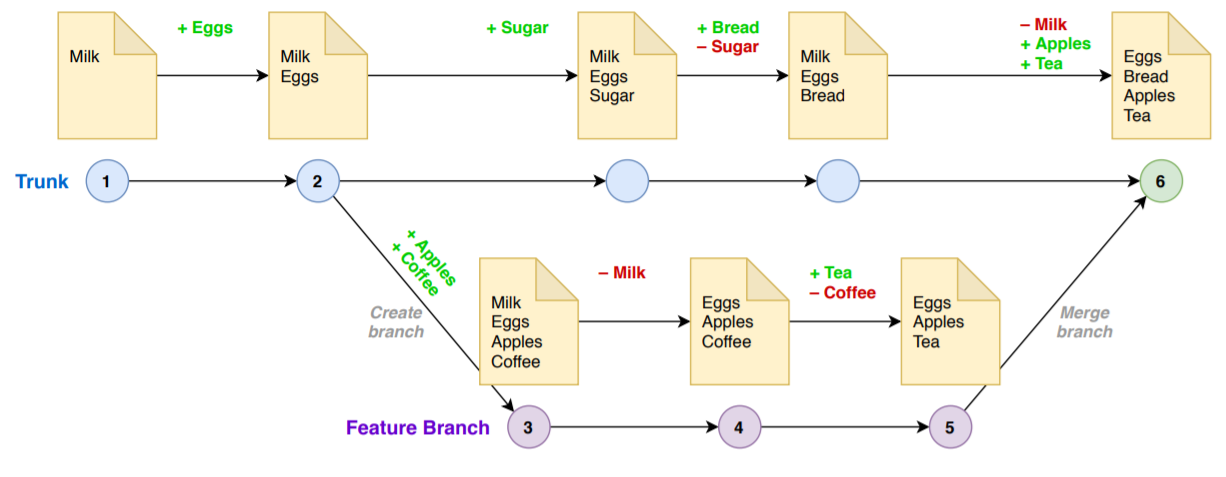 + Eggs
+ Sugar
+ Bread
– Sugar
– Milk
+ Apples
+ Tea
Milk
Milk
Eggs
Milk
Eggs
Sugar
Milk
Eggs
Bread
Eggs
Bread
Apples
Tea
Trunk
1
2
6
+ Apples
+ Coffee
Create
branch
Milk
Eggs
Apples
Coffee
– Milk
Eggs
Apples
Coffee
+ Tea
– Coffee
Eggs
Apples
Tea
Merge
branch
Feature Branch
3
4
5